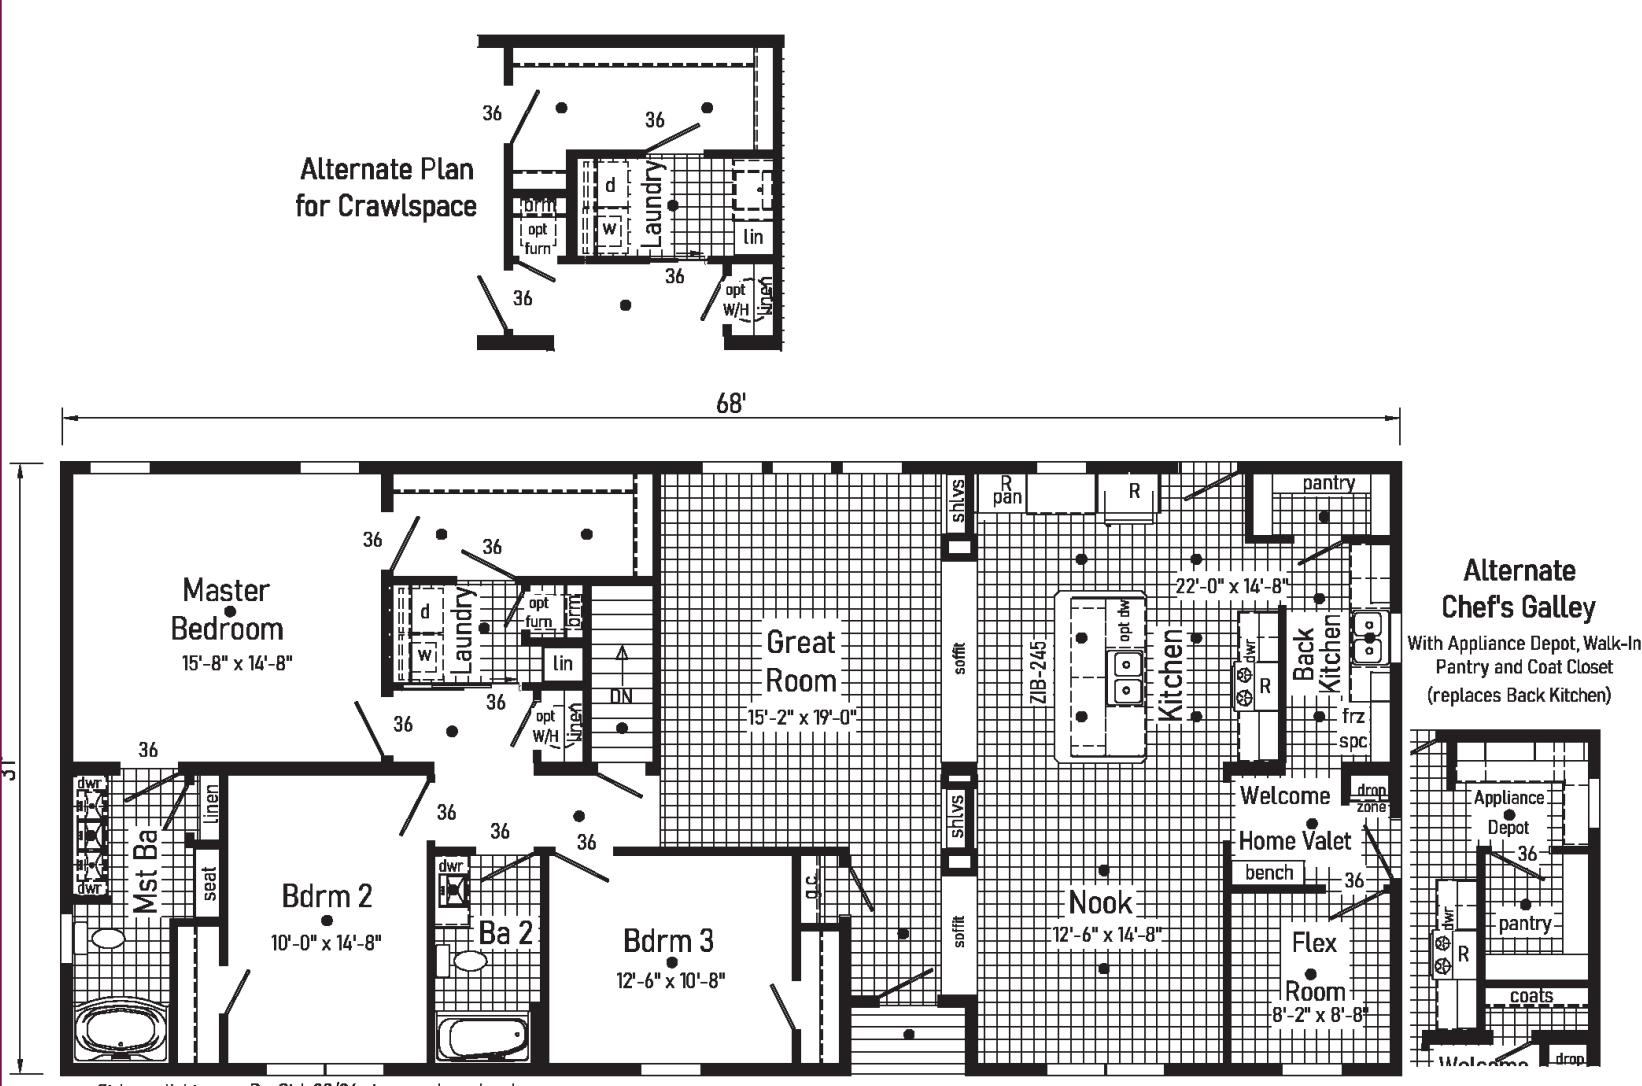 36
36
Alternate Plan
for Crawlspace
d
w
Laundry
brm
opt
furn
lin
36
36
opt
W/H
linen
68'
31'
shlvs
R
pan
R
pantry
36
36
Master
Bedroom
15'-8" x 14'-8"
d
w
Laundry
opt
furn
brm
lin
36
36
opt
W/H
linen
DN
Great
Room
15'-2" x 19'-0"
soffit
ZIB-245
opt dw
Kitchen
22'-0" x 14'-8"
dwr
R
Back
Kitchen
frz
spc
Alternate
Chef's Galley
With Appliance Depot, Walk-In
Pantry and Coat Closet
(replaces Back Kitchen)
36
dwr
dwr
Mst Ba
linen
seat
36
36
36
Bdrm 2
10'-0" x 14'-8"
dwr
Ba 2
Bdrm 3
12'-6" x 10'-8"
g.c.
shlvs
soffit
Nook
12'-6" x 14'-8"
Welcome
Home Valet
drop
zone
bench
36
Flex
Room
8'-2" x 8'-8"
Appliance
Depot
36
dwr
R
pantry
coats
Welcome
drop